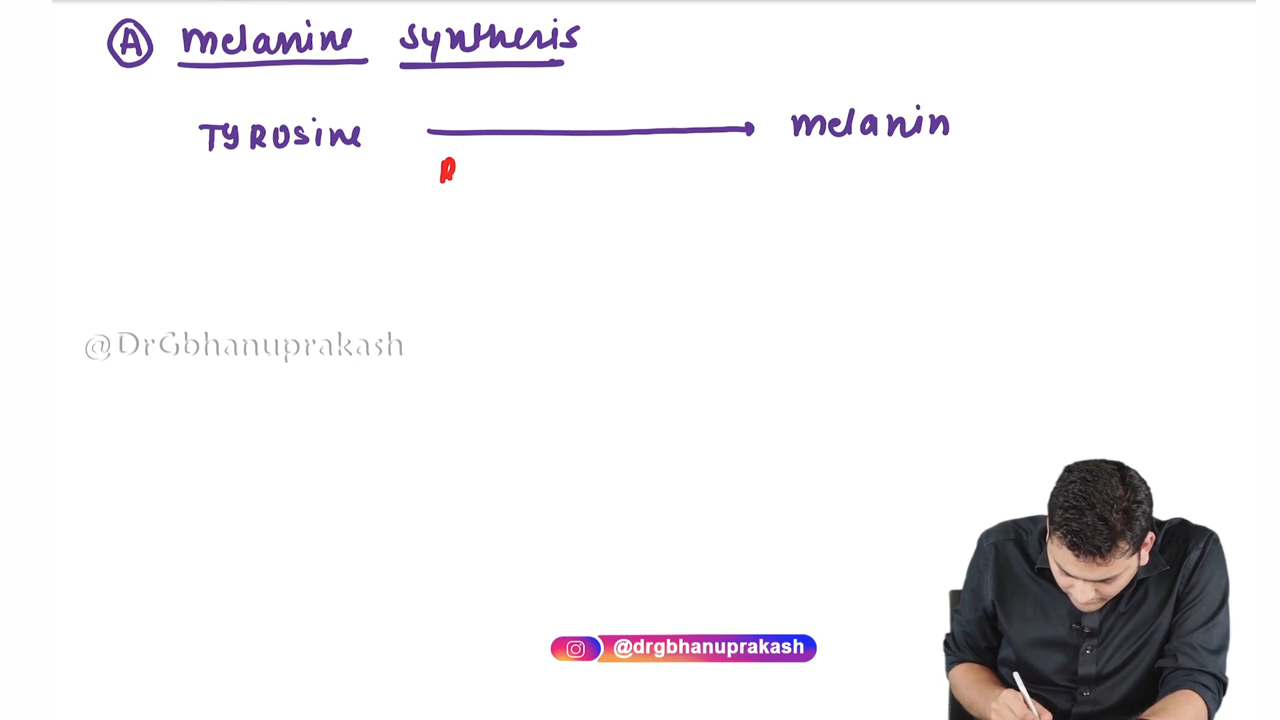 A melanine synthesis
TYROSine melanin
R
@DrGbhanuprakash
@drgbhanuprakash